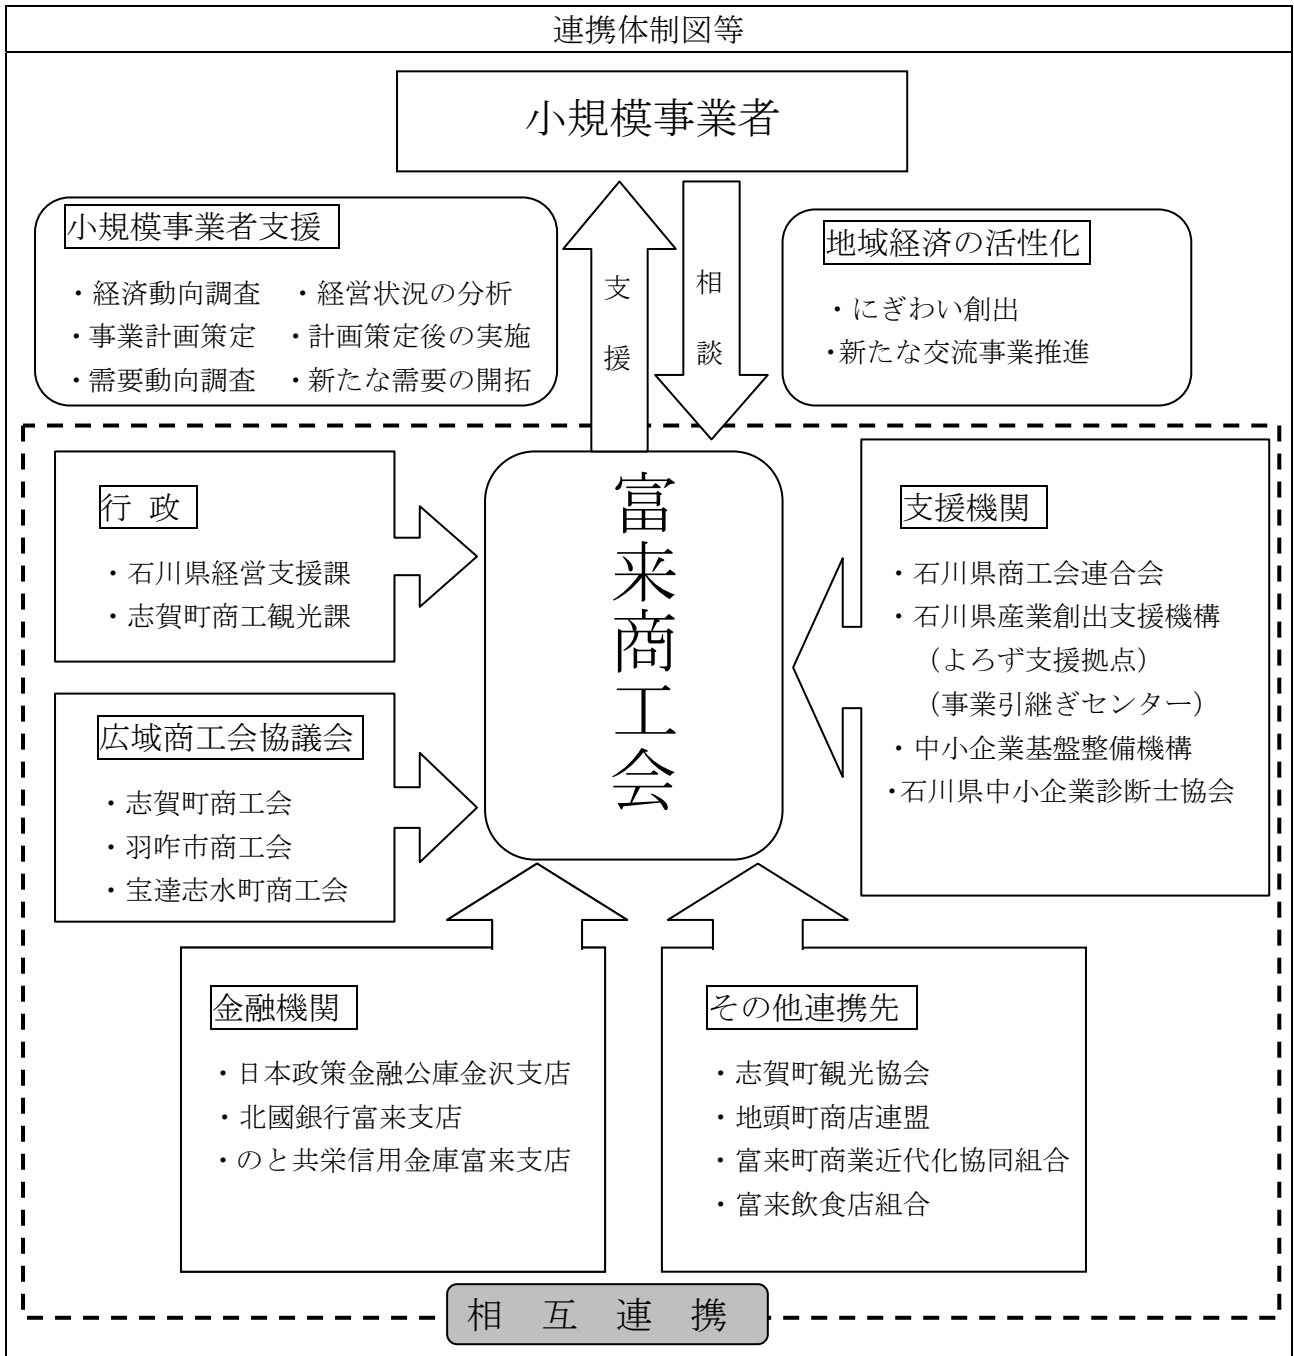 連携体制図等
小規模事業者
小規模事業者支援
・経済動向調査 ・経営状況の分析
・事業計画策定 ・計画策定後の実施
・需要動向調査 ・新たな需要の開拓
支援
相談
地域経済の活性化
・にぎわい創出
・新たな交流事業推進
行 政
・石川県経営支援課
・志賀町商工観光課
広域商工会協議会
・志賀町商工会
・羽咋市商工会
・宝達志水町商工会
富来商工会
支援機関
・石川県商工会連合会
・石川県産業創出支援機構
（よろず支援拠点）
（事業引継ぎセンター）
・中小企業基盤整備機構
・石川県中小企業診断士協会
金融機関
・日本政策金融公庫金沢支店
・北國銀行富来支店
・のと共栄信用金庫富来支店
その他連携先
・志賀町観光協会
・地頭町商店連盟
・富来町商業近代化協同組合
・富来飲食店組合
相 互 連 携